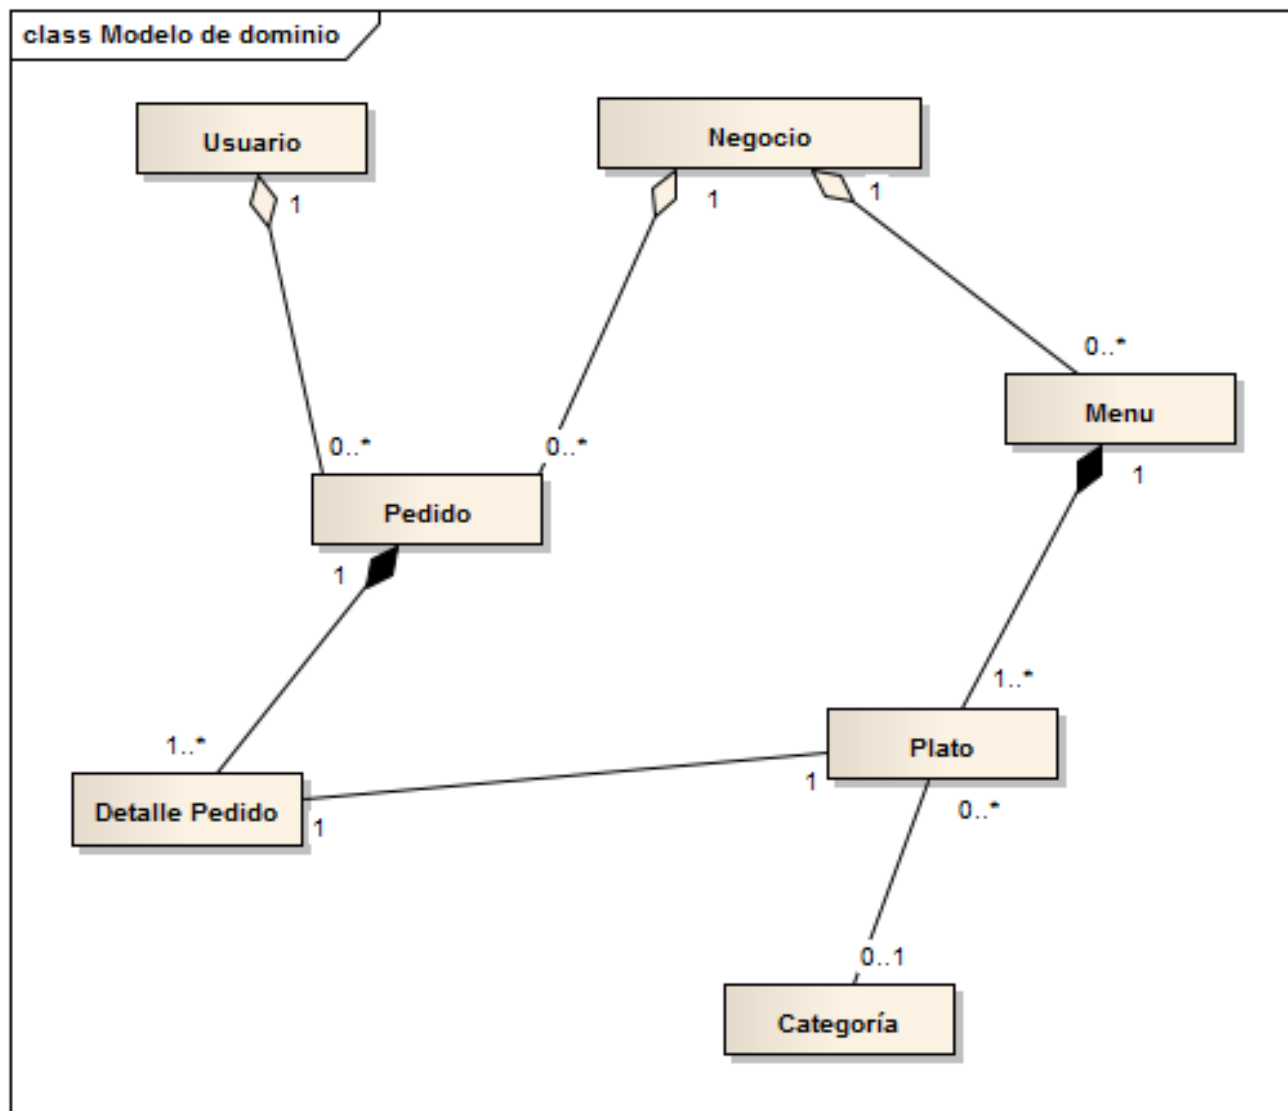 class Modelo de dominio
Usuario
Negocio
1
1
1
0..*
Menu
0..*
0..*
1
Pedido
1
1..*
1..*
Plato
Detalle Pedido
1
1
0..*
0..1
Categoría